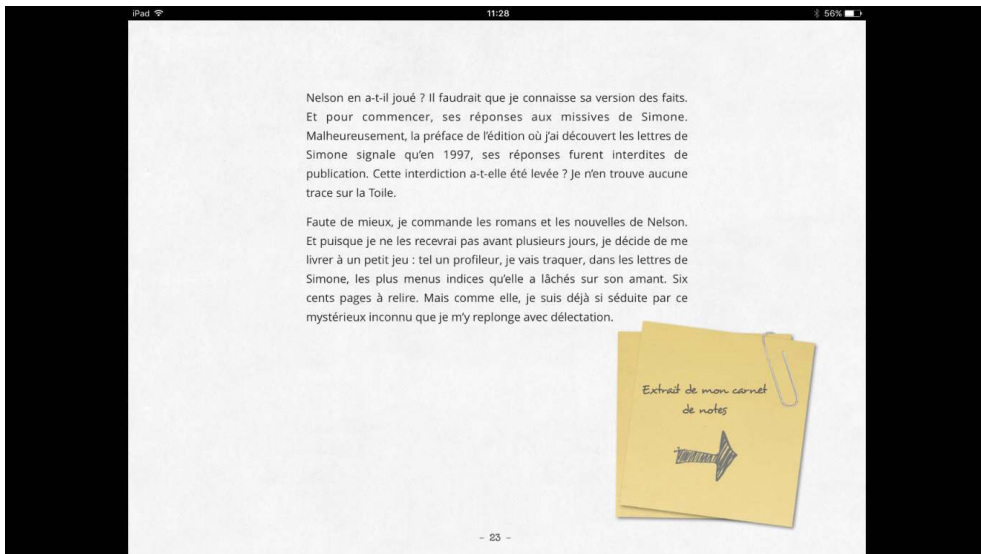 iPad 11:28 56%
Nelson en a-t-il joué ? Il faudrait que je connaisse sa version des faits.
Et pour commencer, ses réponses aux missives de Simone.
Malheureusement, la préface de l’édition où j’ai découvert les lettres de
Simone signale qu’en 1997, ses réponses furent interdites de
publication. Cette interdiction a-t-elle été levée ? Je n’en trouve aucune
trace sur la Toile.
Faute de mieux, je commande les romans et les nouvelles de Nelson.
Et puisque je ne les recevrai pas avant plusieurs jours, je décide de me
livrer à un petit jeu : tel un profileur, je vais traquer, dans les lettres de
Simone, les plus menus indices qu’elle a lâchés sur son amant. Six
cents pages à relire. Mais comme elle, je suis déjà si séduite par ce
mystérieux inconnu que je m’y replonge avec délectation.
Extrait de mon carnet
de notes
- 23 -